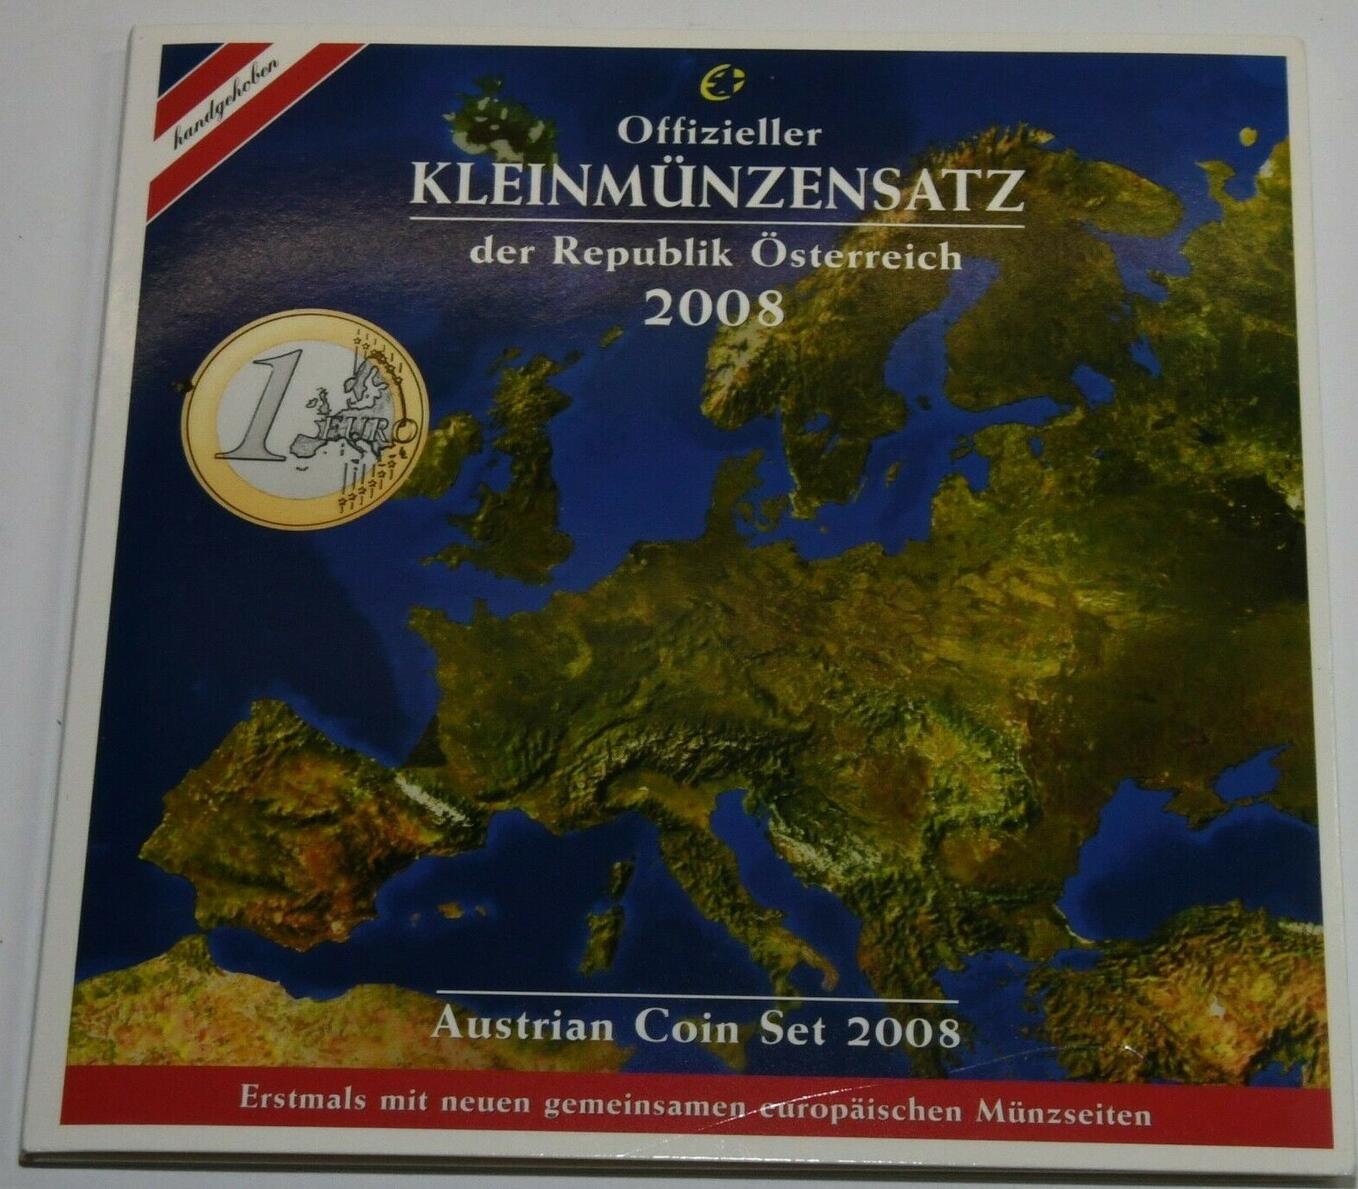 handgehoben
Offizieller
KLEINMÜNZENSATZ
der Republik Österreich
2008
1
EURO
Austrian Coin Set 2008
Erstmals mit neuen gemeinsamen europäischen Münzseiten